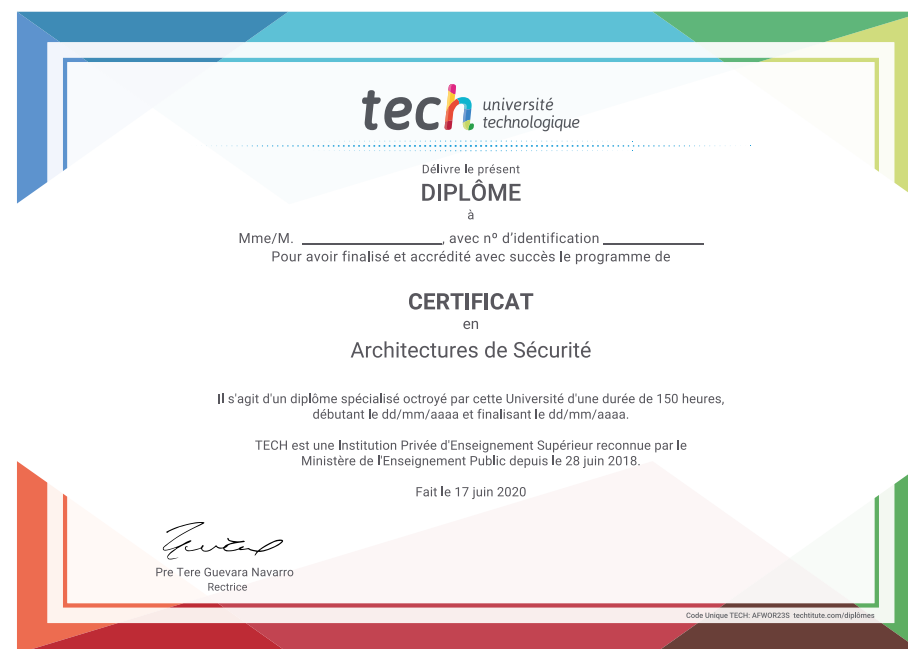 tech université
technologique
Délivre le présent
DIPLÔME
à
Mme/M. ____________________, avec nº d'identification ______________
Pour avoir finalisé et accrédité avec succès le programme de
CERTIFICAT
en
Architectures de Sécurité
Il s'agit d'un diplôme spécialisé octroyé par cette Université d'une durée de 150 heures,
débutant le dd/mm/aaaa et finalisant le dd/mm/aaaa.
TECH est une Institution Privée d'Enseignement Supérieur reconnue par le
Ministère de l'Enseignement Public depuis le 28 juin 2018.
Fait le 17 juin 2020
Pre Tere Guevara Navarro
Rectrice
Code Unique TECH: AFWOR23S techtitute.com/diplômes